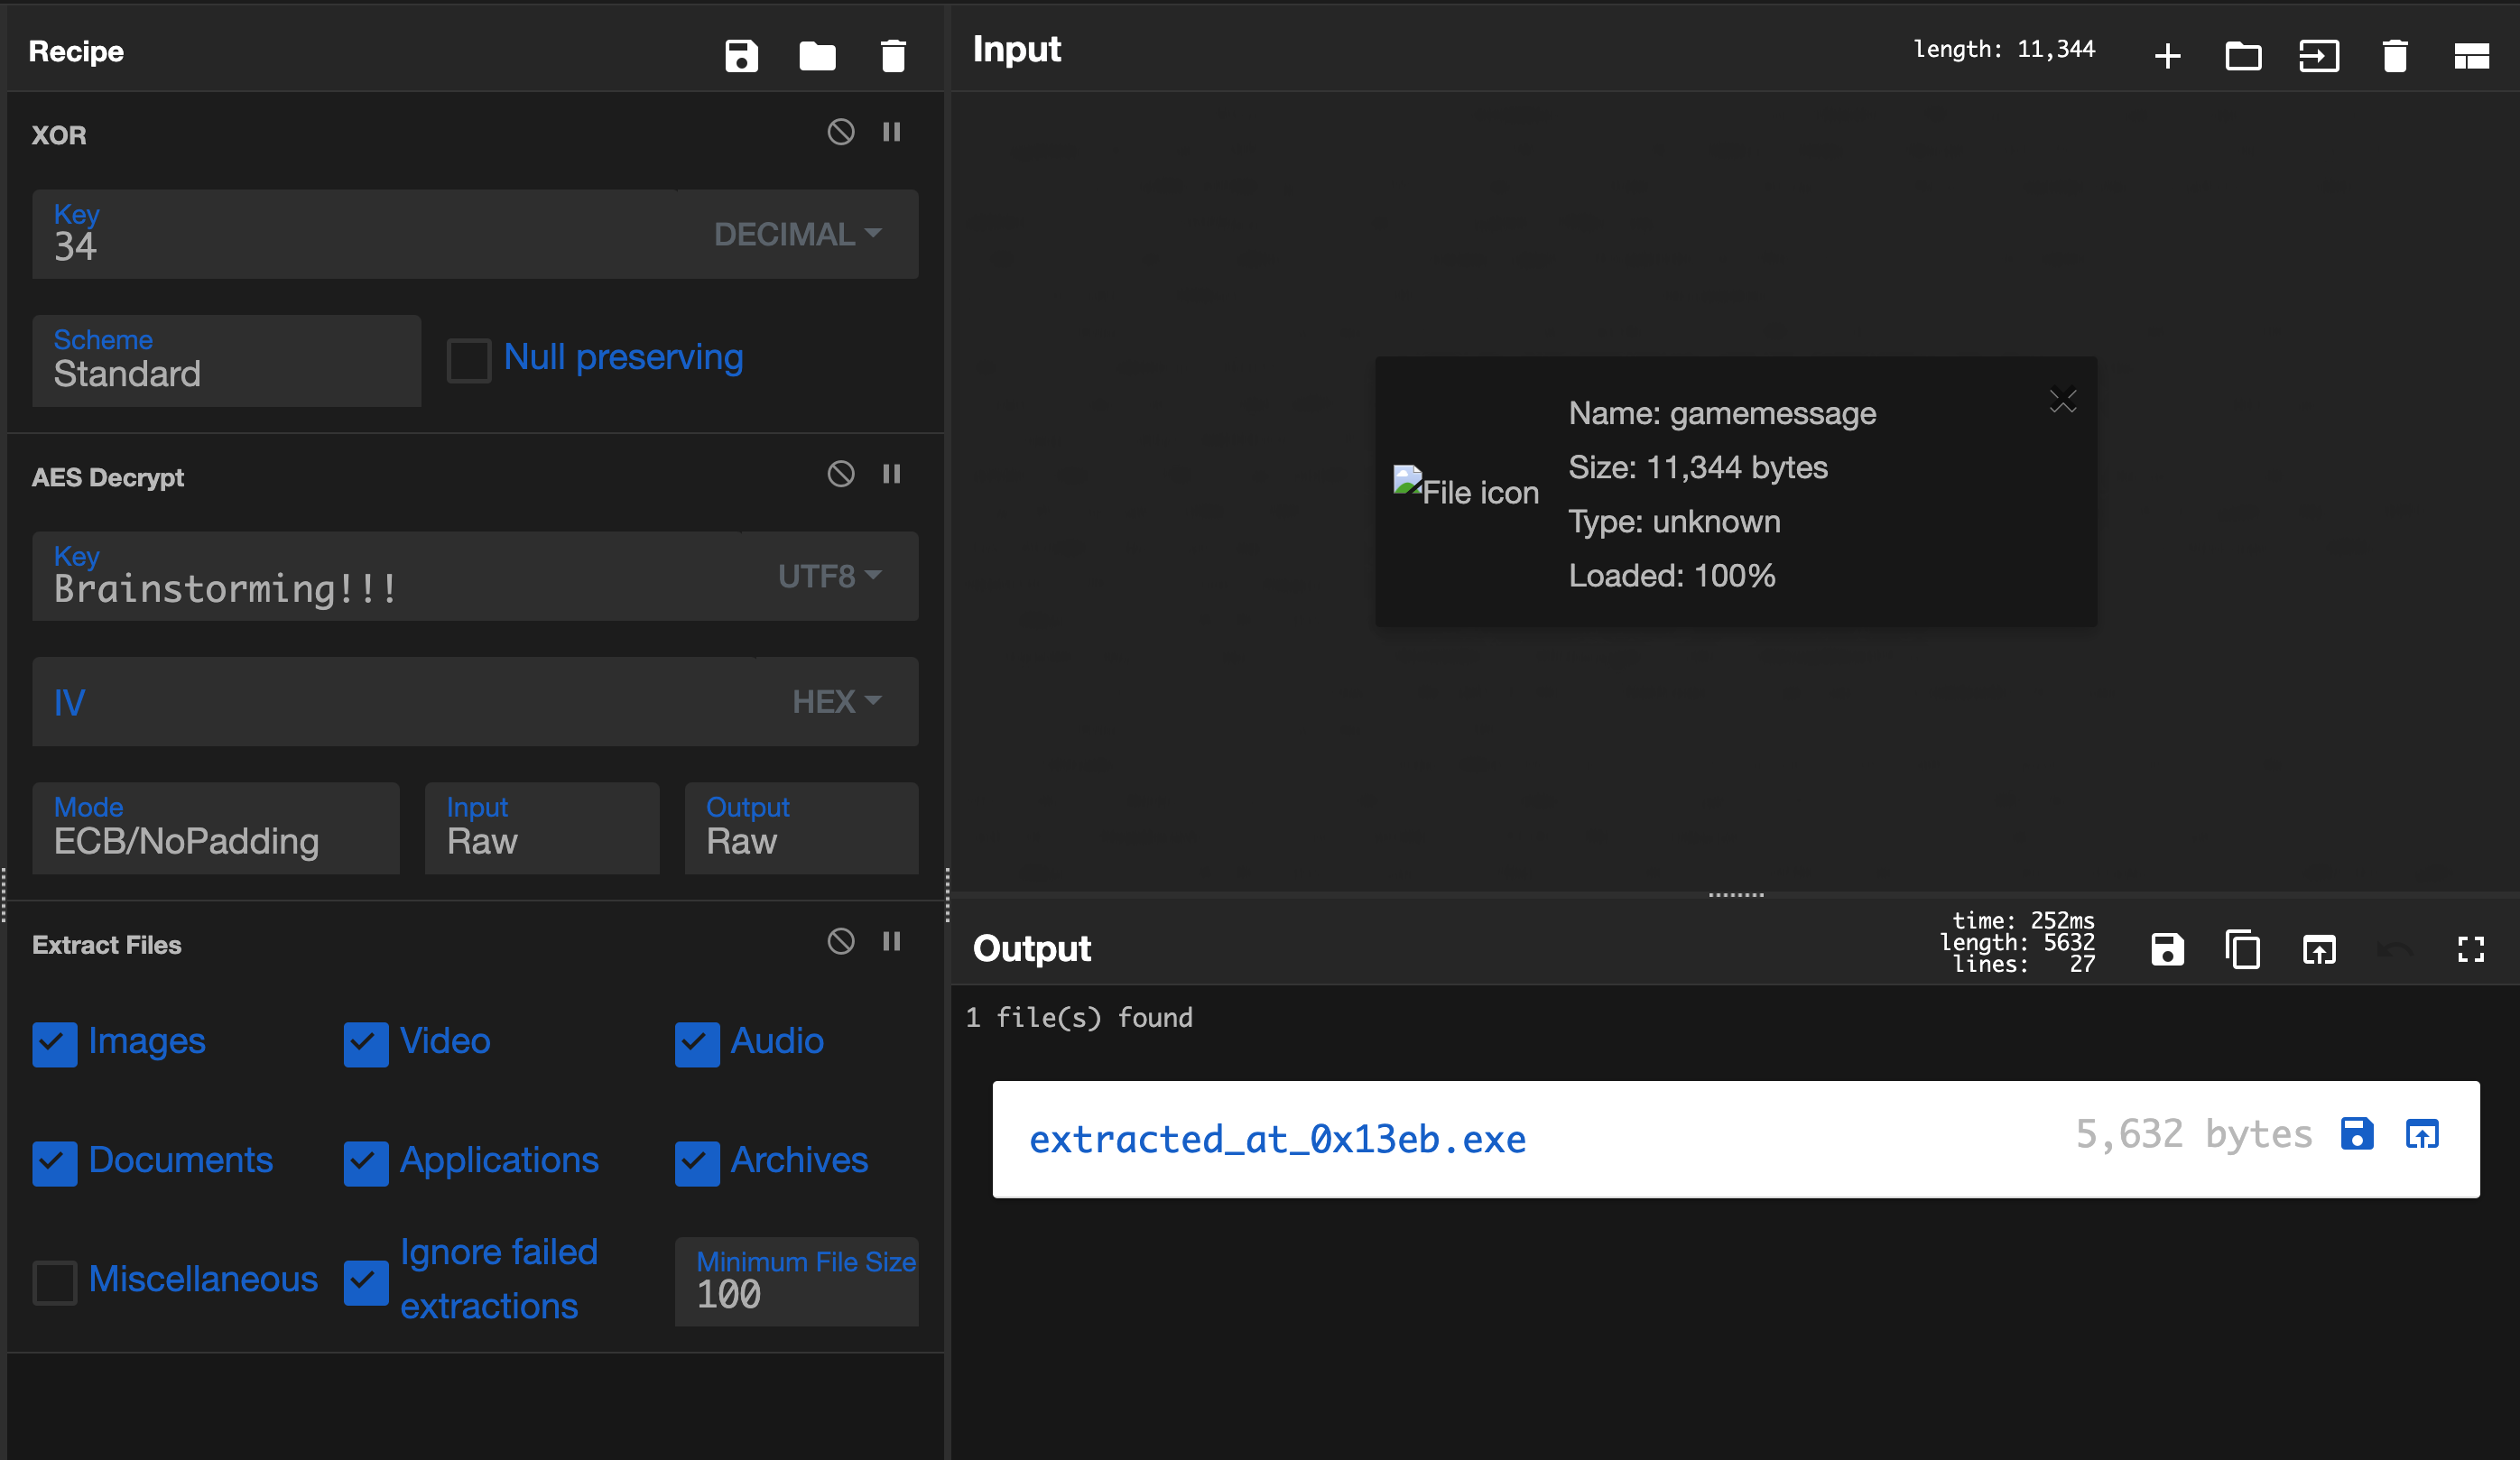 Recipe
XOR
Key
34
DECIMAL
Scheme
Standard
Null preserving
AES Decrypt
Key
Brainstorming!!!
UTF8
IV
HEX
Mode
ECB/NoPadding
Input
Raw
Output
Raw
Extract Files
Images
Video
Audio
Documents
Applications
Archives
Miscellaneous
Ignore failed
extractions
Minimum File Size
100
Input
length: 11,344
Name: gamemessage
Size: 11,344 bytes
Type: unknown
Loaded: 100%
File icon
Output
time: 252ms
length: 5632
lines: 27
1 file(s) found
extracted_at_0x13eb.exe
5,632 bytes